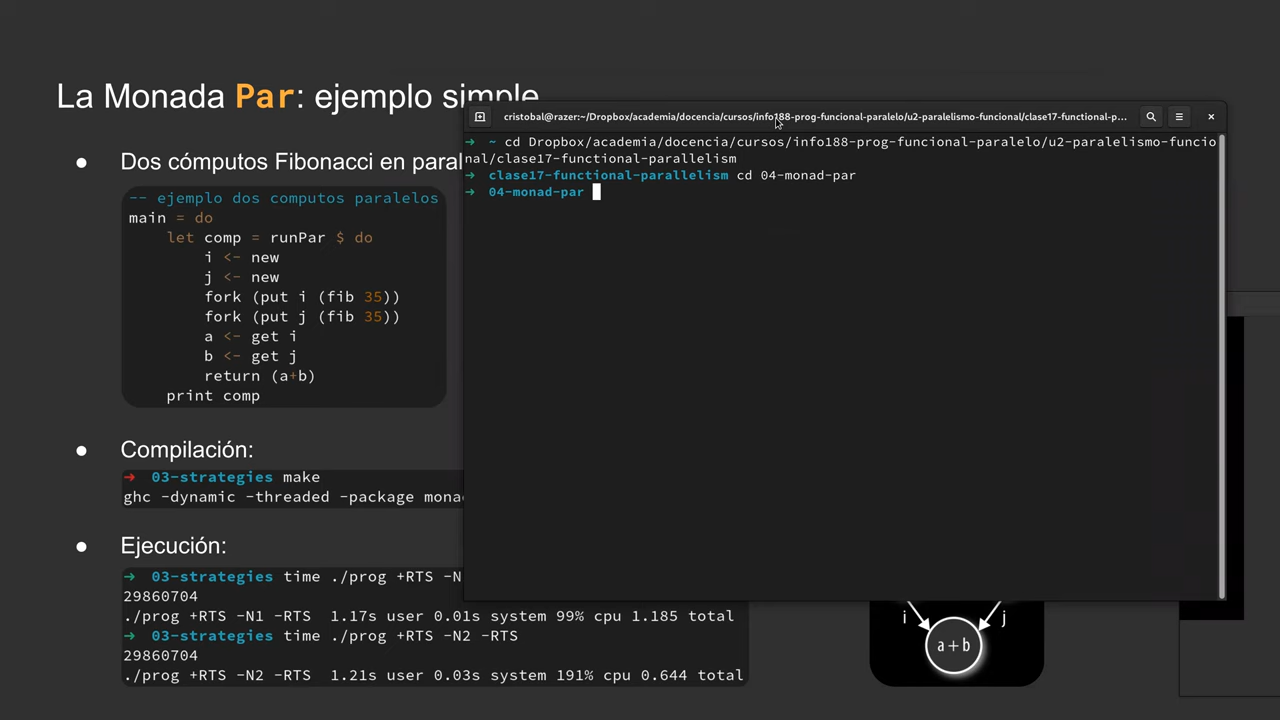 La Monada Par: ejemplo simple
cristobal@razer:~/Dropbox/academia/docencia/cursos/info188-prog-funcional-paralelo/u2-paralelismo-funcional/clase17-functional-p…
➜ ~ cd Dropbox/academia/docencia/cursos/info188-prog-funcional-paralelo/u2-paralelismo-funcio
nal/clase17-functional-parallelism
➜ clase17-functional-parallelism cd 04-monad-par
➜ 04-monad-par
● Dos cómputos Fibonacci en paral
-- ejemplo dos computos paralelos
main = do
let comp = runPar $ do
i <- new
j <- new
fork (put i (fib 35))
fork (put j (fib 35))
a <- get i
b <- get j
return (a+b)
print comp
● Compilación:
➜ 03-strategies make
ghc -dynamic -threaded -package monad
● Ejecución:
➜ 03-strategies time ./prog +RTS -N
29860704
./prog +RTS -N1 -RTS 1.17s user 0.01s system 99% cpu 1.185 total
➜ 03-strategies time ./prog +RTS -N2 -RTS
29860704
./prog +RTS -N2 -RTS 1.21s user 0.03s system 191% cpu 0.644 total
i
j
a + b